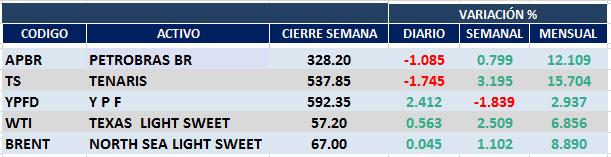 VARIACIÓN %
CODIGO ACTIVO CIERRE SEMANA DIARIO SEMANAL MENSUAL
APBR PETROBRAS BR 328.20 -1.085 0.799 12.109
TS TENARIS 537.85 -1.745 3.195 15.704
YPFD Y P F 592.35 2.412 -1.839 2.937
WTI TEXAS LIGHT SWEET 57.20 0.563 2.509 6.856
BRENT NORTH SEA LIGHT SWEET 67.00 0.045 1.102 8.890